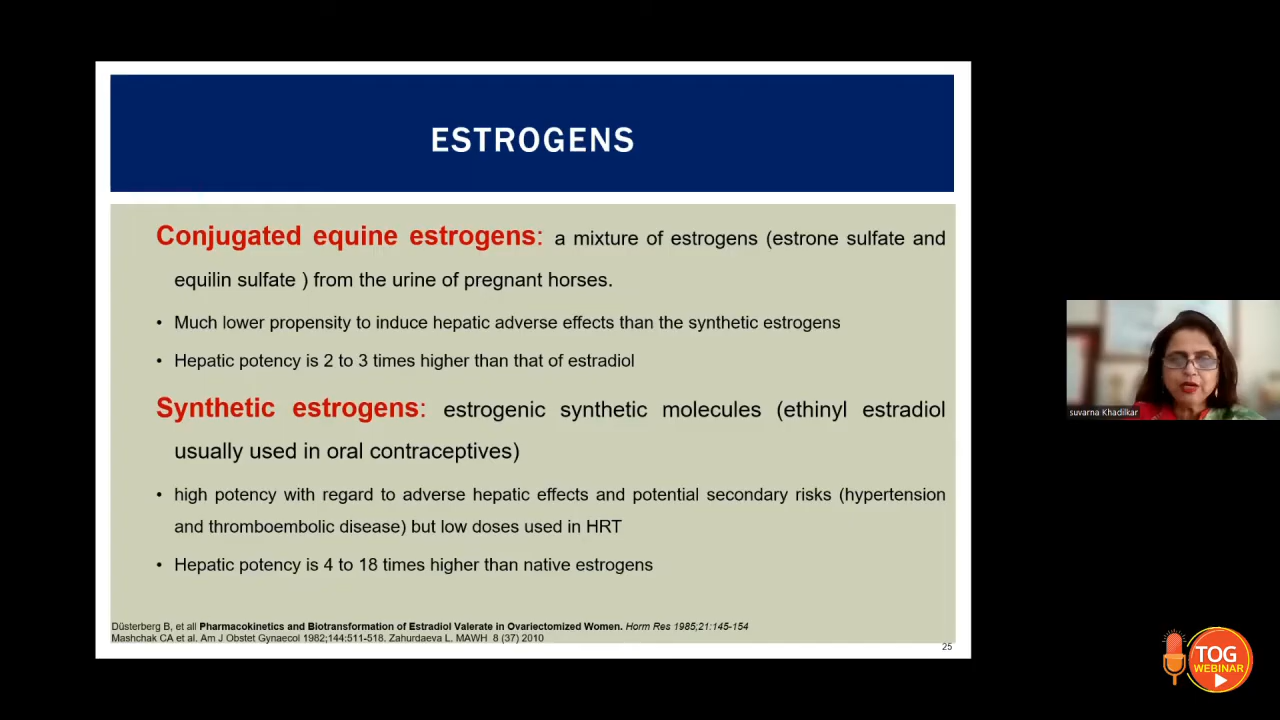 ESTROGENS
Conjugated equine estrogens: a mixture of estrogens (estrone sulfate and
equilin sulfate ) from the urine of pregnant horses.
• Much lower propensity to induce hepatic adverse effects than the synthetic estrogens
• Hepatic potency is 2 to 3 times higher than that of estradiol
Synthetic estrogens: estrogenic synthetic molecules (ethinyl estradiol
usually used in oral contraceptives)
• high potency with regard to adverse hepatic effects and potential secondary risks (hypertension
and thromboembolic disease) but low doses used in HRT
• Hepatic potency is 4 to 18 times higher than native estrogens
Düsterberg B, et all Pharmacokinetics and Biotransformation of Estradiol Valerate in Ovariectomized Women. Horm Res 1985;21:145-154
Mashchak CA et al. Am J Obstet Gynaecol 1982;144:511-518. Zahurdaeva L. MAWH 8 (37) 2010
25
suvarna Khadilkar
TOG
WEBINAR